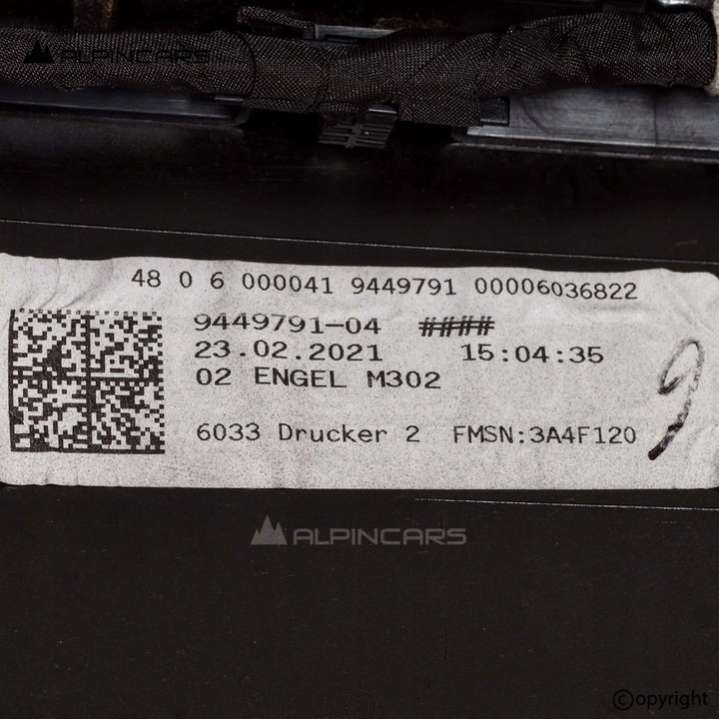 ALPINCARS
48 0 6 000041 9449791 00006036822
9449791-04 ####
23.02.2021 15:04:35
02 ENGEL M302
6033 Drucker 2 FMSN:3A4F120
ALPINCARS
©opyright